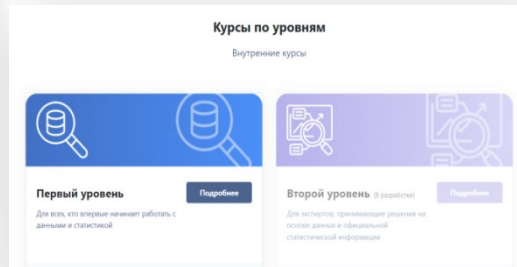 Курсы по уровням
Внутренние курсы
Первый уровень
Подробнее
Для всех, кто впервые начинает работать с
данными и статистикой
Второй уровень (В разработке)
Подробнее
Для экспертов, принимающие решения на
основе данных и официальной
статистической информации